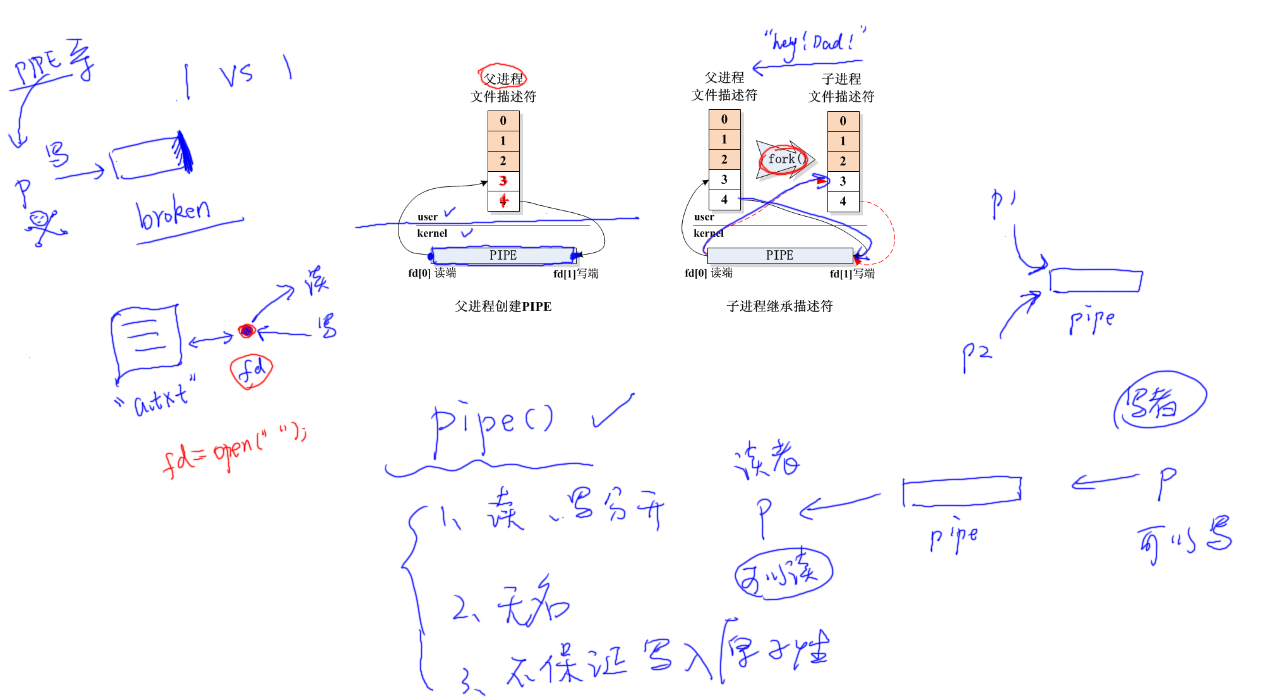 PIPE
1 vs 1
写
P
broken
读
写
fd
"a.txt"
fd=open(" ");
父进程
文件描述符
0
1
2
3
4
user
kernel
PIPE
fd[0] 读端
fd[1]写端
父进程创建PIPE
"hey! Dad!"
父进程
文件描述符
子进程
文件描述符
0
1
2
3
4
fork()
0
1
2
3
4
user
kernel
PIPE
fd[0] 读端
fd[1]写端
子进程继承描述符
P1
P2
pipe
pipe()
1、读、写分开
2、无名
3、不保证写入原子性
读者
P
可以读
pipe
写者
P
可以写